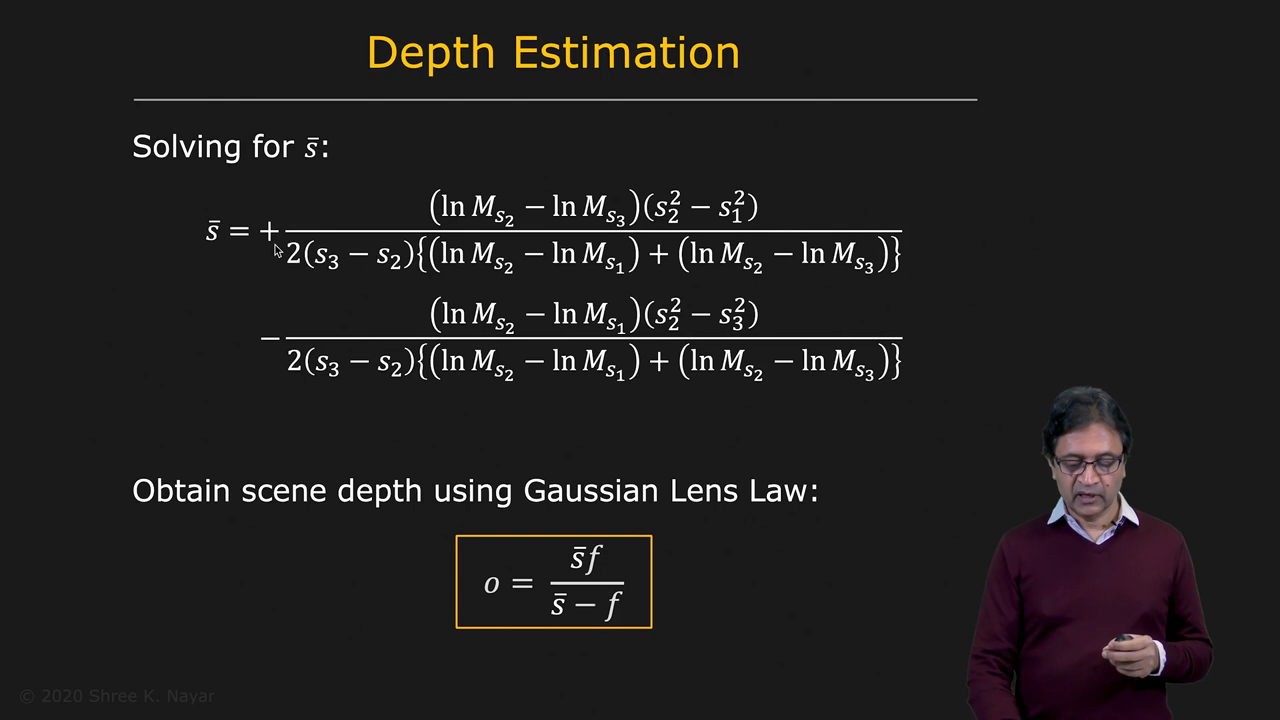 Depth Estimation
Solving for s̄:
s̄ = + (ln M_{s_2} − ln M_{s_3})(s_2^2 − s_1^2) / 2(s_3 − s_2){(ln M_{s_2} − ln M_{s_1}) + (ln M_{s_2} − ln M_{s_3})}
− (ln M_{s_2} − ln M_{s_1})(s_2^2 − s_3^2) / 2(s_3 − s_2){(ln M_{s_2} − ln M_{s_1}) + (ln M_{s_2} − ln M_{s_3})}
Obtain scene depth using Gaussian Lens Law:
o = s̄f / s̄ − f
© 2020 Shree K. Nayar